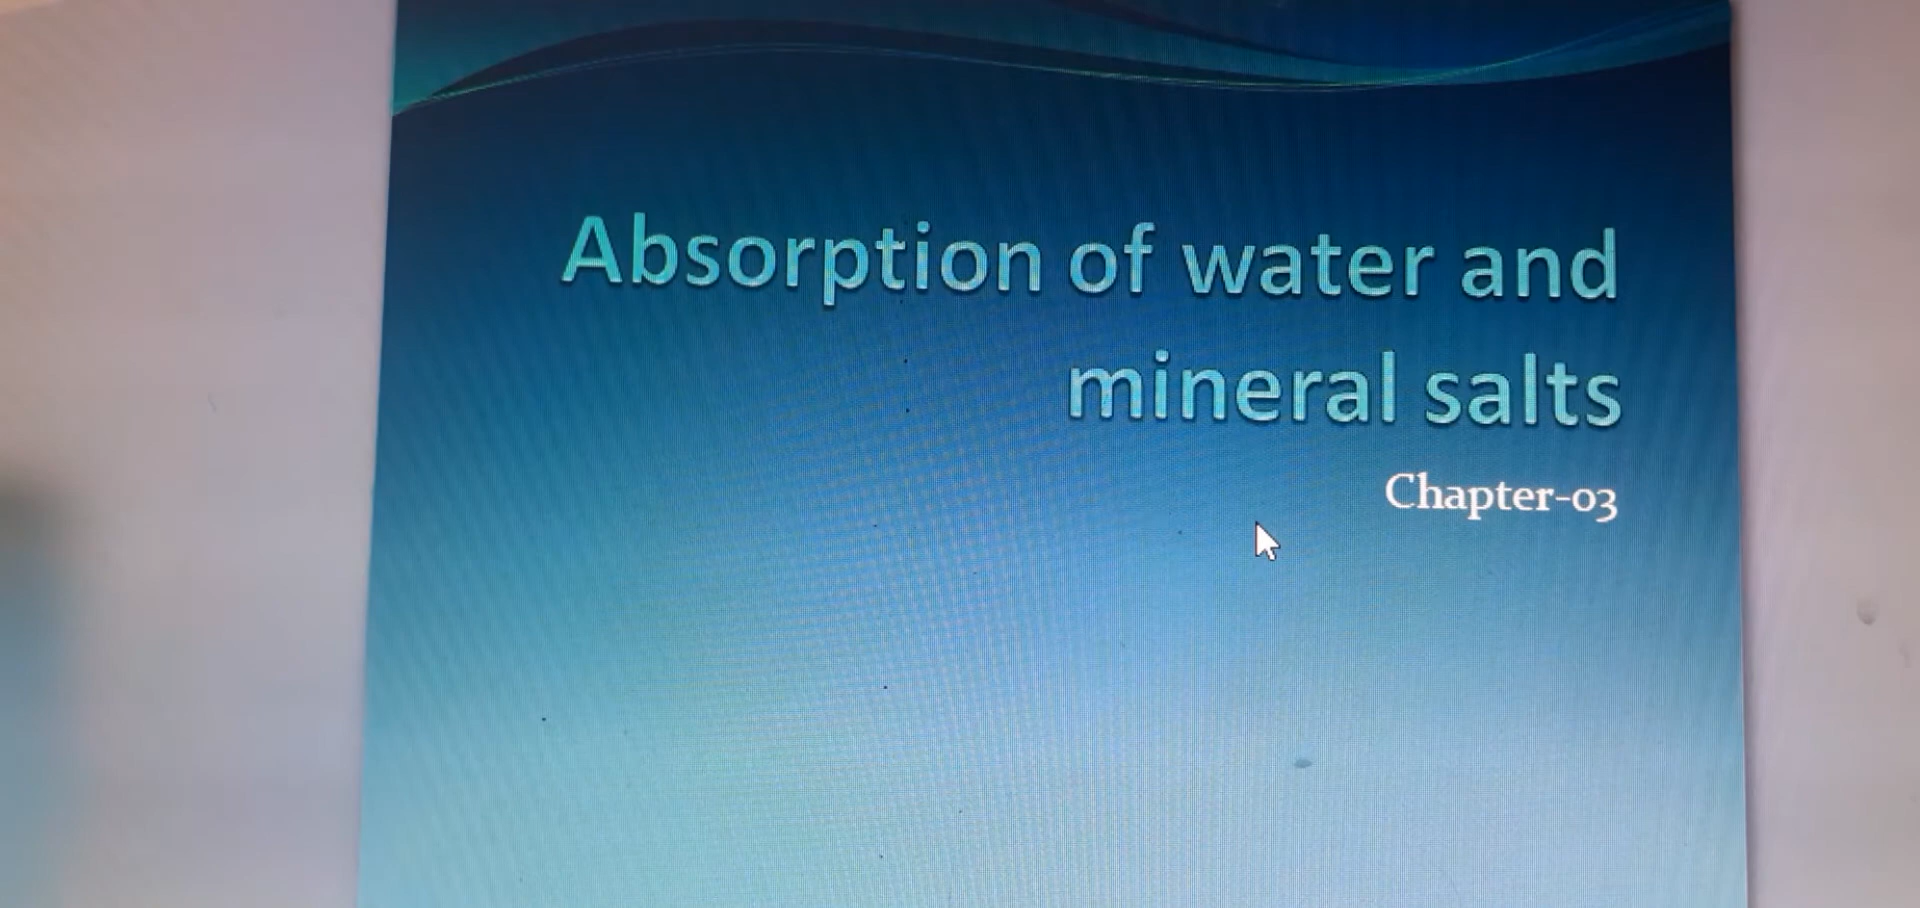 Absorption of water and
mineral salts
Chapter-03